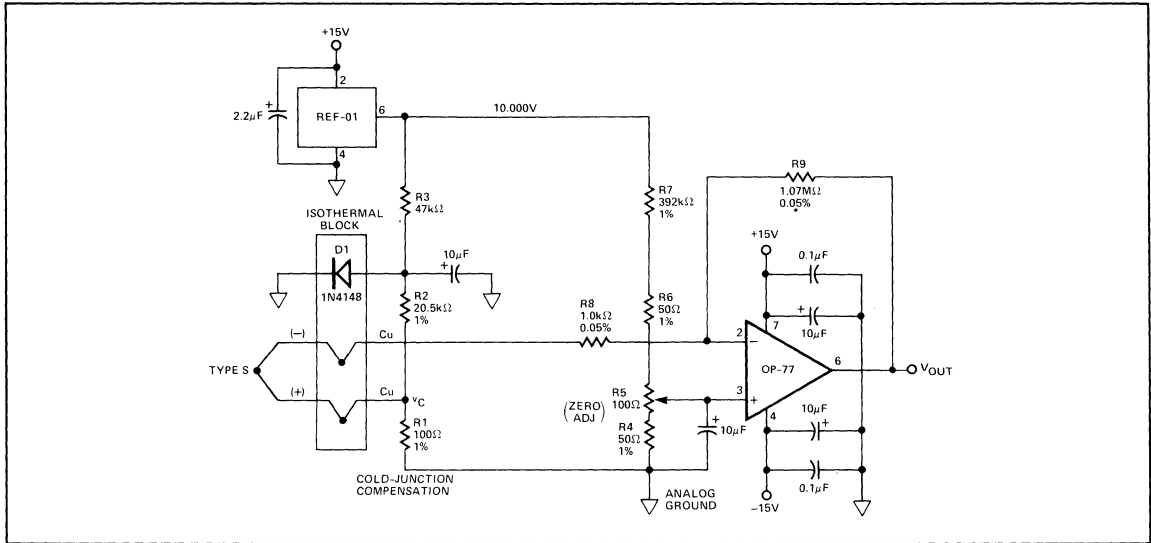 +15V
2
2.2µF
+
REF-01
6
10.000V
4
R3
47kΩ
R7
392kΩ
1%
R9
1.07MΩ
0.05%
ISOTHERMAL
BLOCK
D1
1N4148
10µF
+
+15V
0.1µF
R2
20.5kΩ
1%
R8
1.0kΩ
0.05%
R6
50Ω
1%
+
10µF
7
(−)
Cu
2
−
OP-77
6
VOUT
TYPE S
(+)
Cu
vC
R5
100Ω
(ZERO
ADJ)
3
+
4
R1
100Ω
1%
R4
50Ω
1%
+
10µF
10µF
+
0.1µF
COLD-JUNCTION
COMPENSATION
ANALOG
GROUND
−15V